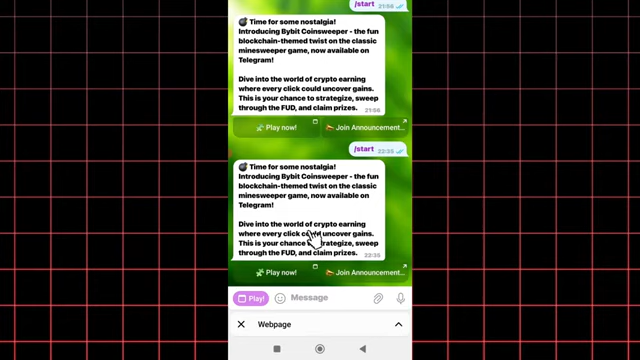 /start
21:56
💣 Time for some nostalgia!
Introducing Bybit Coinsweeper - the fun
blockchain-themed twist on the classic
minesweeper game, now available on
Telegram!
Dive into the world of crypto earning
where every click could uncover gains.
This is your chance to strategize, sweep
through the FUD, and claim prizes.
21:56
Play now!
Join Announcement...
/start
22:35
💣 Time for some nostalgia!
Introducing Bybit Coinsweeper - the fun
blockchain-themed twist on the classic
minesweeper game, now available on
Telegram!
Dive into the world of crypto earning
where every click could uncover gains.
This is your chance to strategize, sweep
through the FUD, and claim prizes.
22:35
Play now!
Join Announcement...
Play!
Message
Webpage